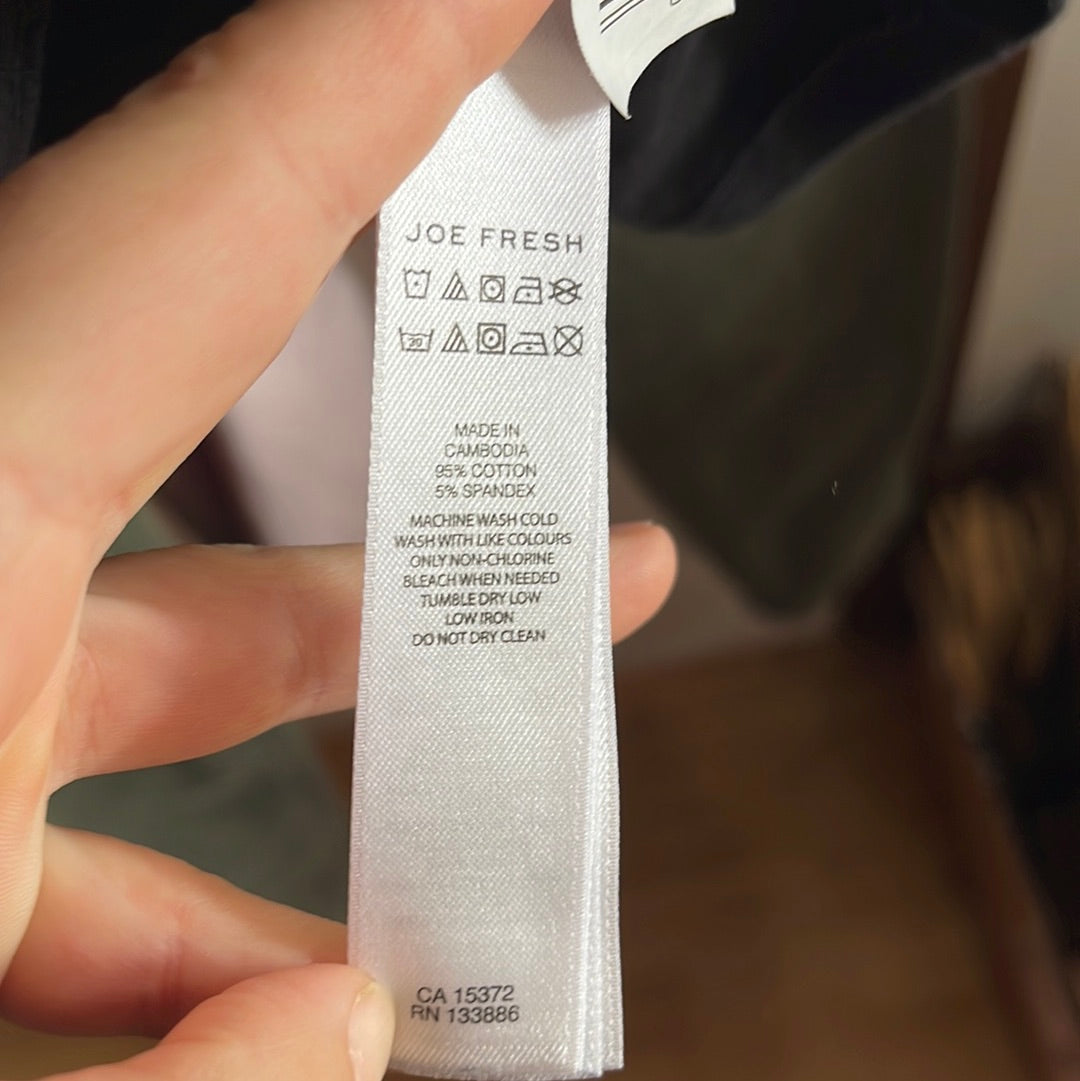 JOE FRESH
30
MADE IN
CAMBODIA
95% COTTON
5% SPANDEX
MACHINE WASH COLD
WASH WITH LIKE COLOURS
ONLY NON-CHLORINE
BLEACH WHEN NEEDED
TUMBLE DRY LOW
LOW IRON
DO NOT DRY CLEAN
CA 15372
RN 133886